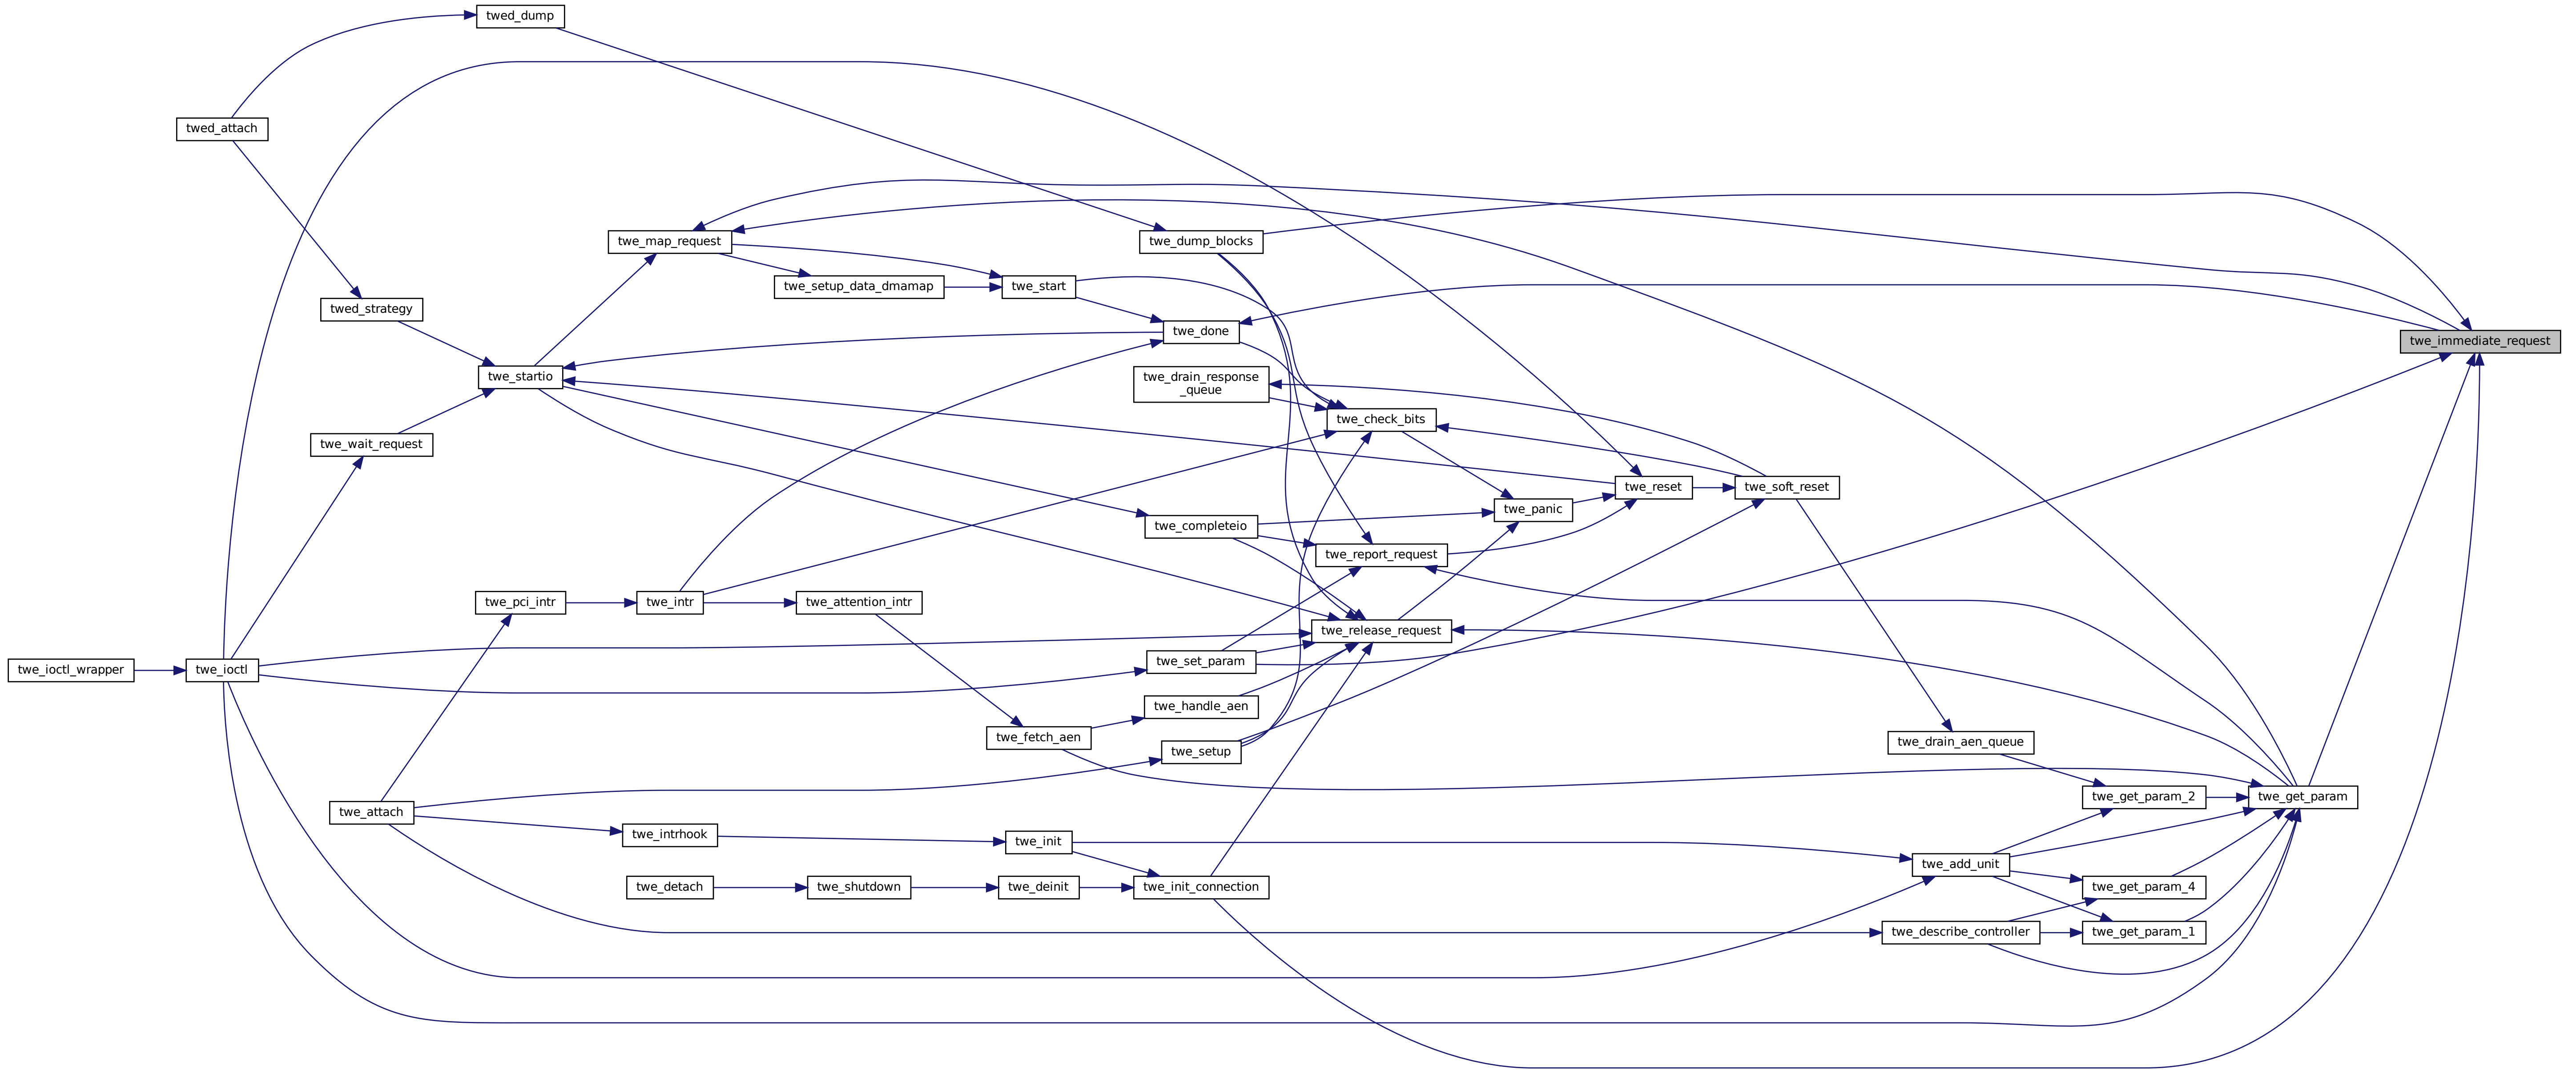 twed_dump
twed_attach
twe_map_request
twe_dump_blocks
twe_setup_data_dmamap
twe_start
twed_strategy
twe_done
twe_immediate_request
twe_startio
twe_drain_response
_queue
twe_check_bits
twe_wait_request
twe_reset
twe_soft_reset
twe_panic
twe_completeio
twe_report_request
twe_pci_intr
twe_intr
twe_attention_intr
twe_release_request
twe_ioctl_wrapper
twe_ioctl
twe_set_param
twe_handle_aen
twe_fetch_aen
twe_drain_aen_queue
twe_setup
twe_get_param_2
twe_get_param
twe_attach
twe_intrhook
twe_init
twe_add_unit
twe_detach
twe_shutdown
twe_deinit
twe_init_connection
twe_get_param_4
twe_describe_controller
twe_get_param_1